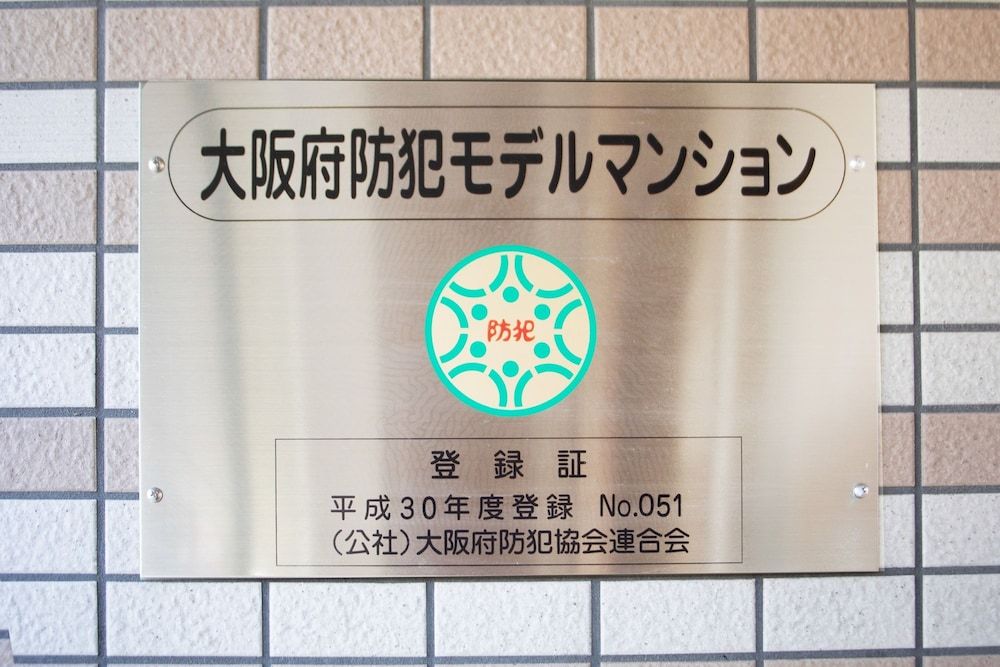 大阪府防犯モデルマンション
防犯
登録証
平成30年度登録 No.051
(公社)大阪府防犯協会連合会